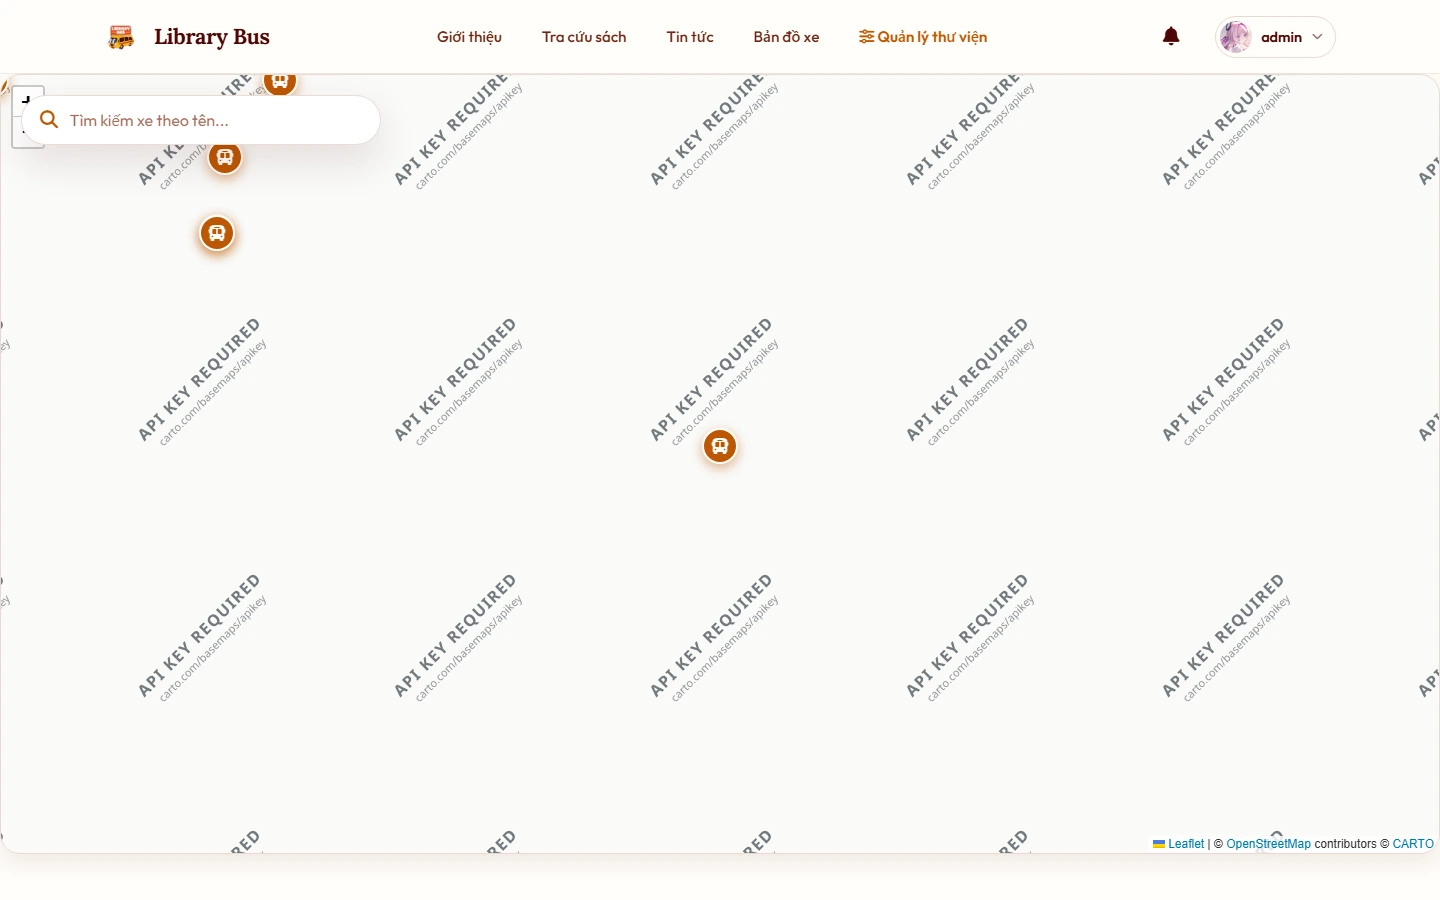 Library Bus
Giới thiệu
Tra cứu sách
Tin tức
Bản đồ xe
Quản lý thư viện
admin
+
Tìm kiếm xe theo tên...
API KEY REQUIRED
carto.com/basemaps/apikey
API KEY REQUIRED
carto.com/basemaps/apikey
API KEY REQUIRED
carto.com/basemaps/apikey
API KEY REQUIRED
carto.com/basemaps/apikey
API KEY REQUIRED
carto.com/basemaps/apikey
API KEY REQUIRED
carto.com/basemaps/apikey
API KEY REQUIRED
carto.com/basemaps/apikey
API KEY REQUIRED
carto.com/basemaps/apikey
API KEY REQUIRED
carto.com/basemaps/apikey
API KEY REQUIRED
carto.com/basemaps/apikey
API KEY REQUIRED
carto.com/basemaps/apikey
API KEY REQUIRED
carto.com/basemaps/apikey
API KEY REQUIRED
carto.com/basemaps/apikey
API KEY REQUIRED
carto.com/basemaps/apikey
Leaflet | © OpenStreetMap contributors © CARTO